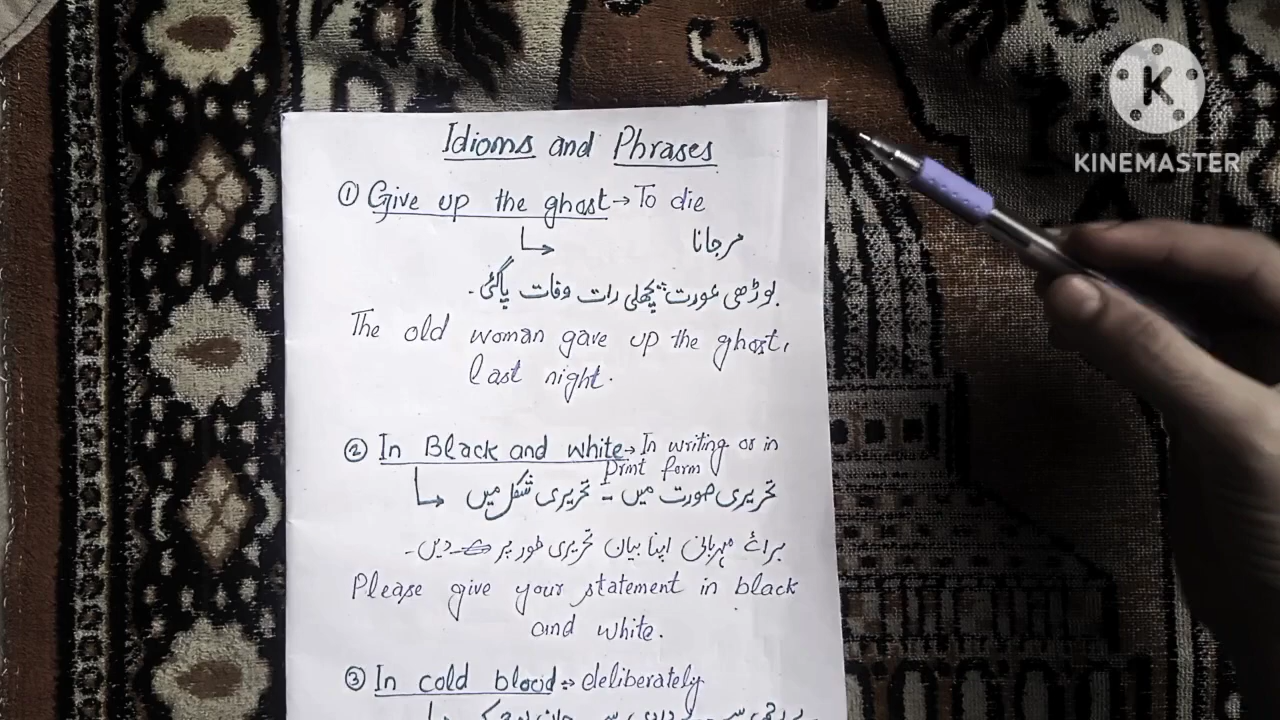 Idioms and Phrases
① Give up the ghost → To die
مرجانا
بوڑھی عورت پچھلی رات وفات پاگئی۔
The old woman gave up the ghost,
last night.
② In Black and white → In writing or in
print form
تحریری صورت میں = تحریری شکل میں
برائے مہربانی اپنا بیان تحریری طور پر دیں۔
Please give your statement in black
and white.
③ In cold blood :→ deliberately
K
KINEMASTER